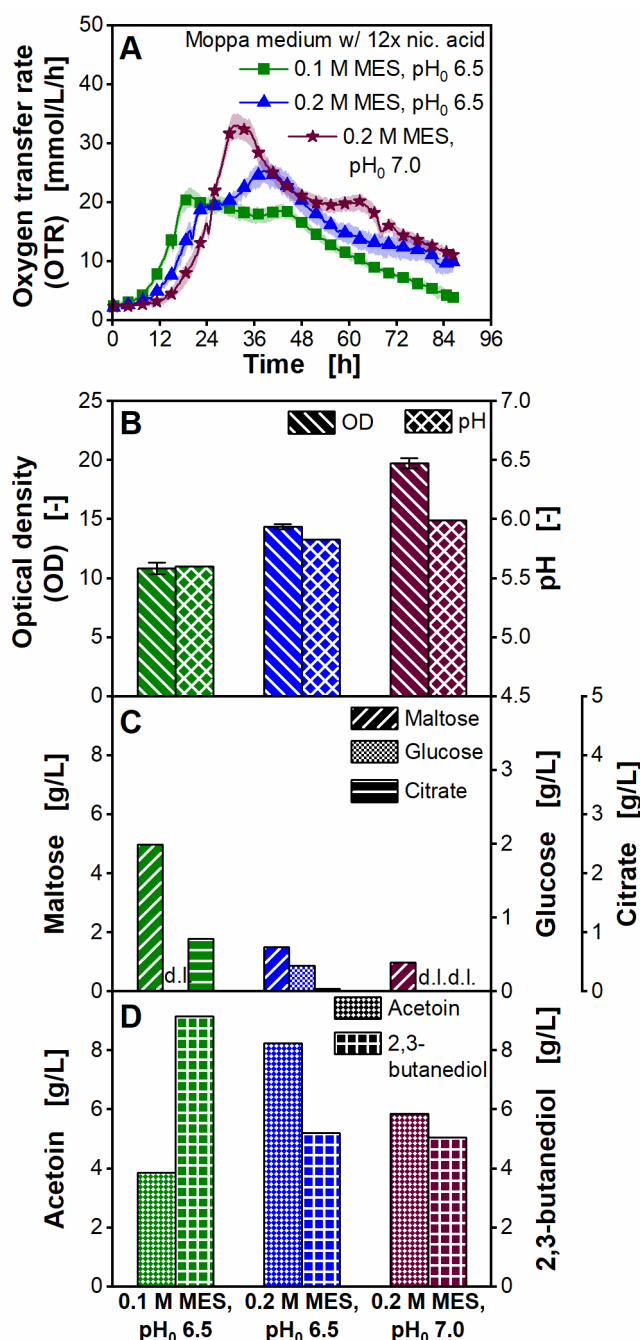 A
Moppa medium w/ 12x nic. acid
0.1 M MES, pH₀ 6.5
0.2 M MES, pH₀ 6.5
0.2 M MES,
pH₀ 7.0
Oxygen transfer rate
(OTR) [mmol/L/h]
50
40
30
20
10
0
0 12 24 36 48 60 72 84 96
Time [h]
B
OD
pH
Optical density
(OD) [-]
25
20
15
10
5
0
7.0
6.5
6.0
5.5
5.0
4.5
pH [-]
C
Maltose
Glucose
Citrate
Maltose [g/L]
8
6
4
2
0
d.l.
d.l.d.l.
3
2
1
0
Glucose [g/L]
5
4
3
2
1
0
Citrate [g/L]
D
Acetoin
2,3-
butanediol
Acetoin [g/L]
8
6
4
2
0
8
6
4
2
0
2,3-butanediol [g/L]
0.1 M MES, 0.2 M MES, 0.2 M MES,
pH₀ 6.5 pH₀ 6.5 pH₀ 7.0